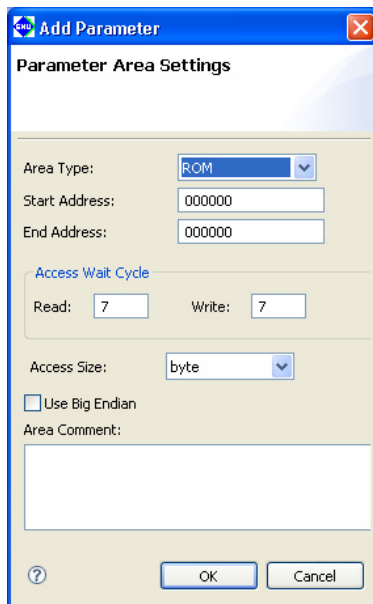 GNU Add Parameter
Parameter Area Settings
Area Type: ROM
Start Address: 000000
End Address: 000000
Access Wait Cycle
Read: 7 Write: 7
Access Size: byte
Use Big Endian
Area Comment:
?
OK Cancel